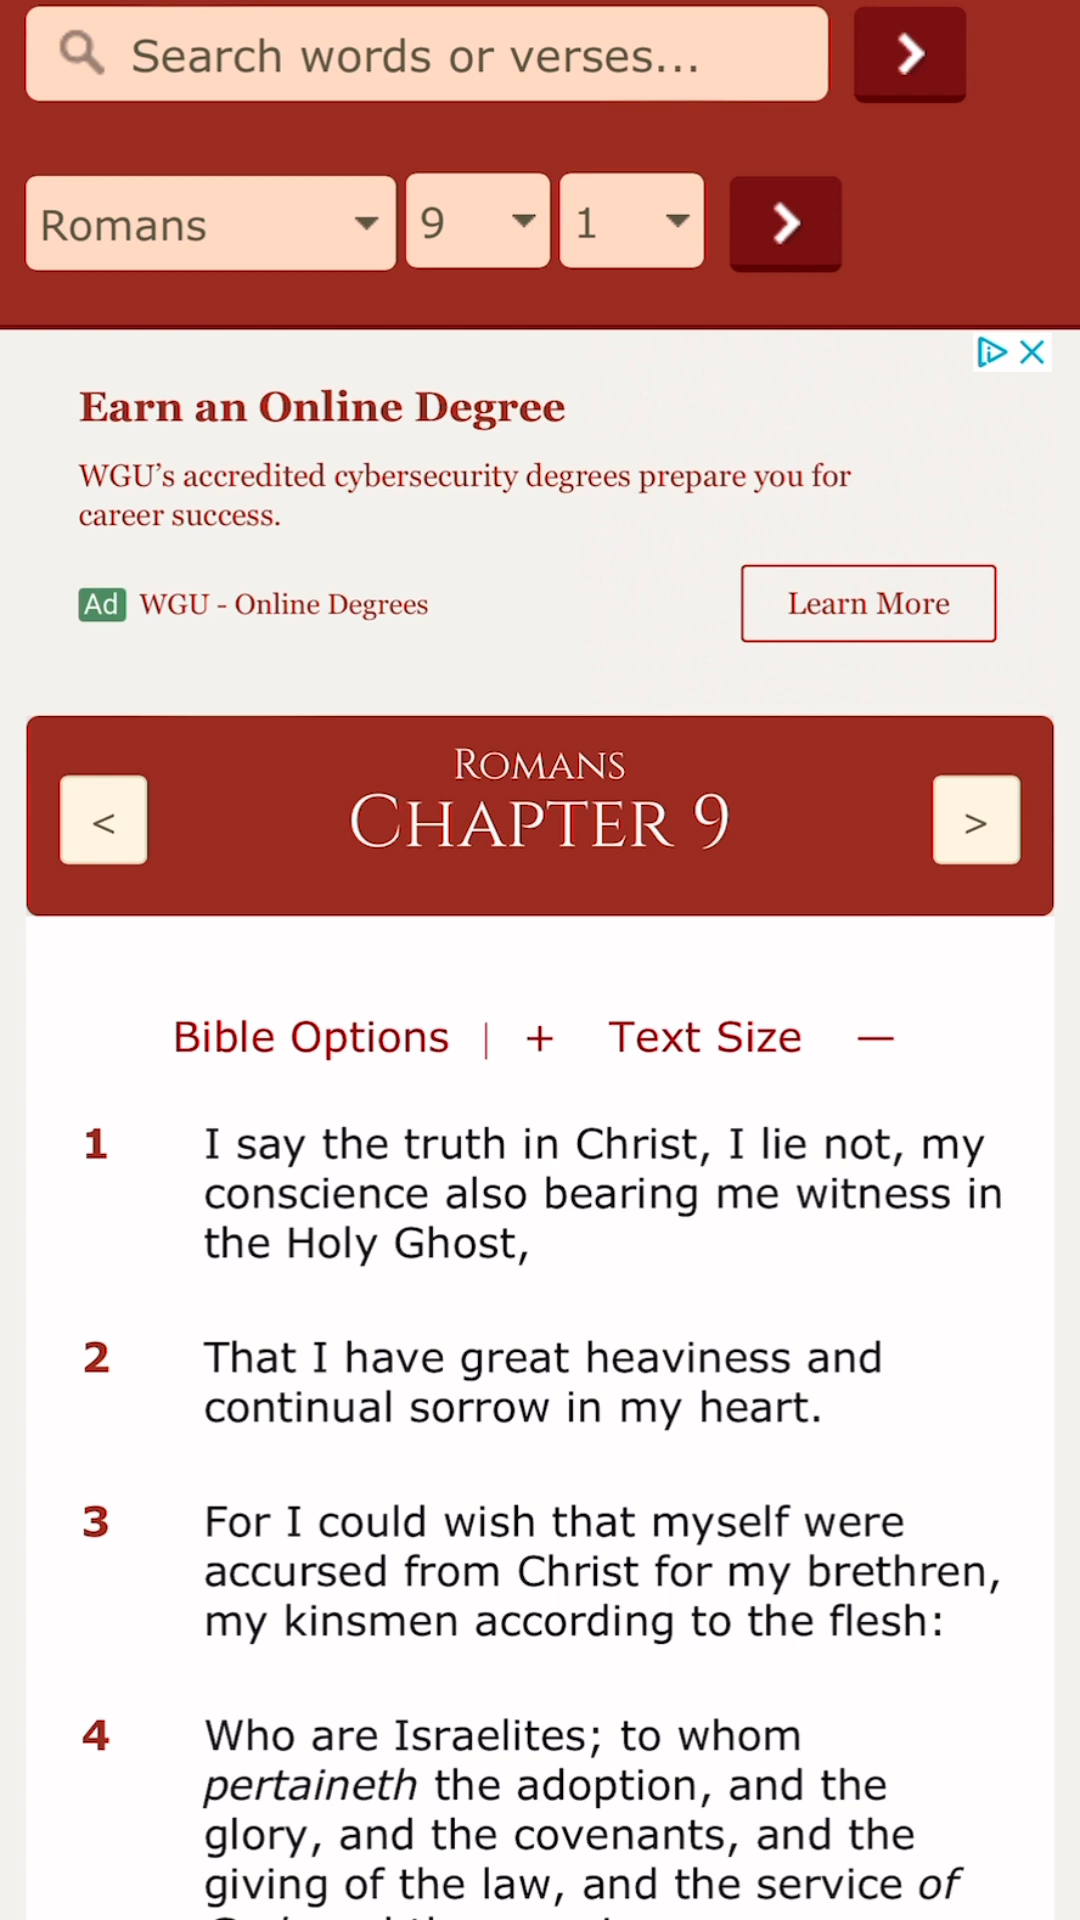 Search words or verses...
Romans 9 1
Earn an Online Degree
WGU’s accredited cybersecurity degrees prepare you for
career success.
Ad WGU - Online Degrees Learn More
ROMANS
< CHAPTER 9 >
Bible Options | + Text Size —
1 I say the truth in Christ, I lie not, my
conscience also bearing me witness in
the Holy Ghost,
2 That I have great heaviness and
continual sorrow in my heart.
3 For I could wish that myself were
accursed from Christ for my brethren,
my kinsmen according to the flesh:
4 Who are Israelites; to whom
pertaineth the adoption, and the
glory, and the covenants, and the
giving of the law, and the service of